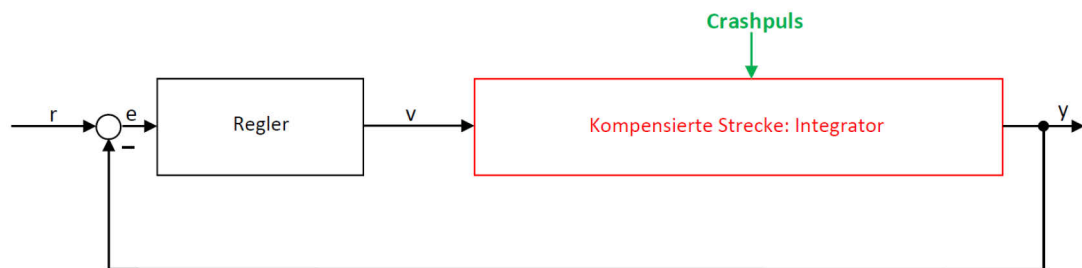 Crashpuls
r
e
Regler
v
Kompensierte Strecke: Integrator
y
−